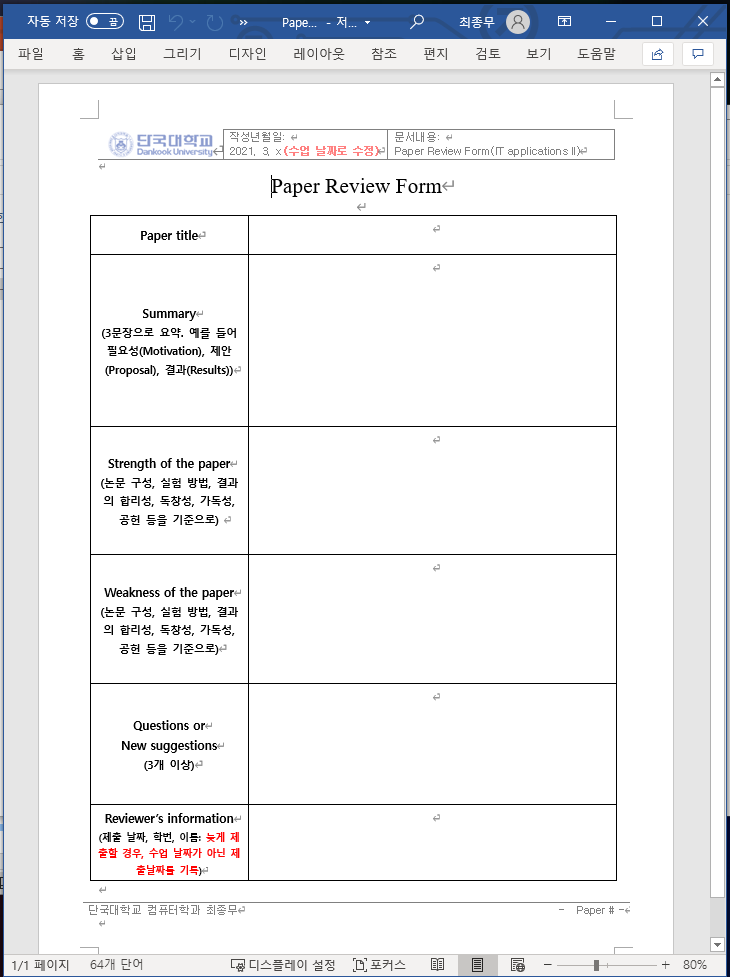 자동 저장 끔 Pape... - 저...
최종무
파일 홈 삽입 그리기 디자인 레이아웃 참조 편지 검토 보기 도움말
단국대학교
Dankook University
작성년월일:
2021. 3. x(수업 날짜로 수정)
문서내용:
Paper Review Form(IT applications II)
Paper Review Form
Paper title
Summary
(3문장으로 요약. 예를 들어
필요성(Motivation), 제안
(Proposal), 결과(Results))
Strength of the paper
(논문 구성, 실험 방법, 결과
의 합리성, 독창성, 가독성,
공헌 등을 기준으로)
Weakness of the paper
(논문 구성, 실험 방법, 결과
의 합리성, 독창성, 가독성,
공헌 등을 기준으로)
Questions or
New suggestions
(3개 이상)
Reviewer's information
(제출 날짜, 학번, 이름: 늦게 제
출할 경우, 수업 날짜가 아닌 제
출날짜를 기록)
단국대학교 컴퓨터학과 최종무
- Paper # -
1/1 페이지 64개 단어 디스플레이 설정 포커스 80%